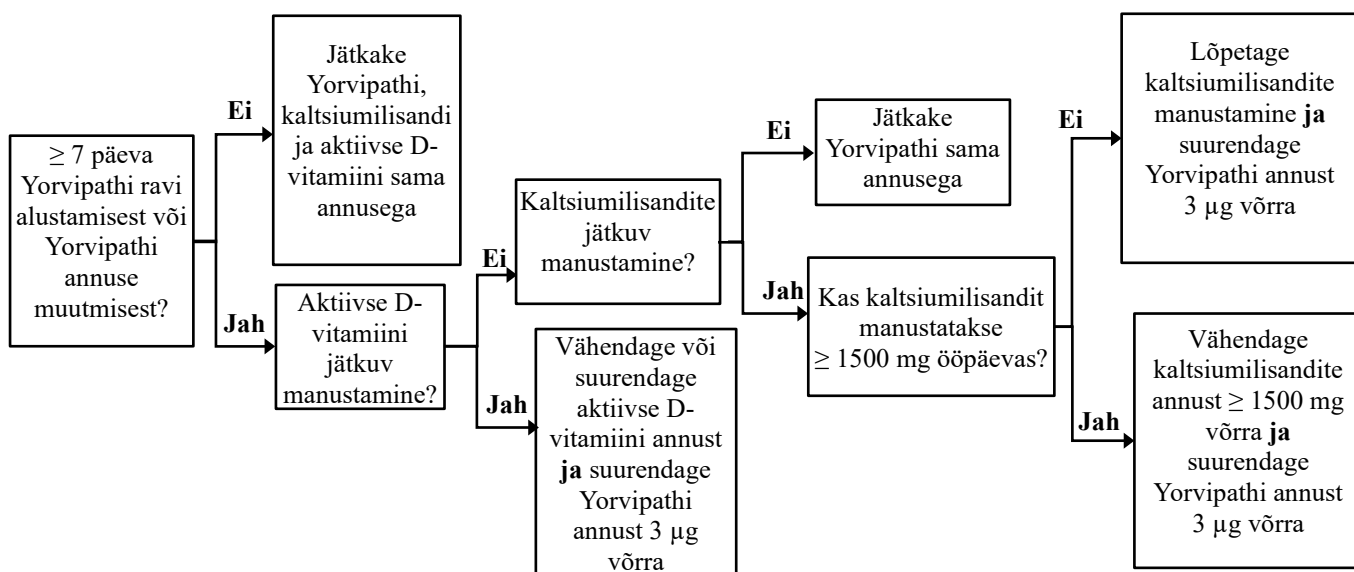 ≥ 7 päeva
Yorvipathi ravi
alustamisest või
Yorvipathi
annuse
muutmisest?
Ei
Jätkake
Yorvipathi,
kaltsiumilisandi
ja aktiivse D-
vitamiini sama
annusega
Jah
Aktiivse D-
vitamiini
jätkuv
manustamine?
Ei
Kaltsiumilisandite
jätkuv
manustamine?
Jah
Vähendage või
suurendage
aktiivse D-
vitamiini annust
ja suurendage
Yorvipathi
annust 3 µg
võrra
Ei
Jätkake
Yorvipathi sama
annusega
Jah
Kas kaltsiumilisandit
manustatakse
≥ 1500 mg ööpäevas?
Ei
Lõpetage
kaltsiumilisandite
manustamine ja
suurendage
Yorvipathi annust
3 µg võrra
Jah
Vähendage
kaltsiumilisandite
annust ≥ 1500 mg
võrra ja
suurendage
Yorvipathi annust
3 µg võrra